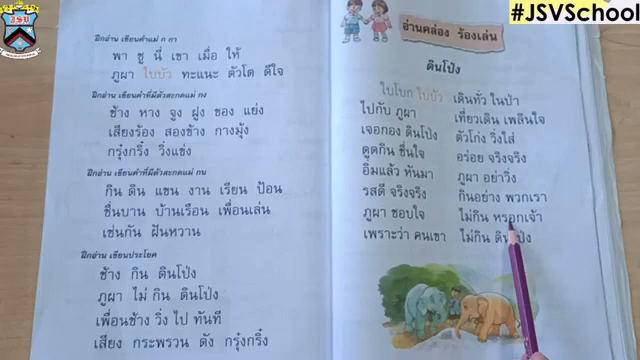 #JSVSchool
JSV
ฝึกอ่าน เขียนคำแม่ ก กา
พา ชู นี่ เขา เมื่อ ให้
ภูผา ใบบัว ทะแนะ ตัวโต ดีใจ
ฝึกอ่าน เขียนคำที่มีตัวสะกดแม่ กง
ช้าง หาง จูง ฝูง ของ แย่ง
เสียงร้อง สองข้าง กางมุ้ง
กรุ๋งกริ๋ง วิ่งแข่ง
ฝึกอ่าน เขียนคำที่มีตัวสะกดแม่ กน
กิน ดิน แขน งาน เรียน ป้อน
ชื่นบาน บ้านเรือน เพื่อนเล่น
เช่นกัน ฝันหวาน
ฝึกอ่าน เขียนประโยค
ช้าง กิน ดินโป่ง
ภูผา ไม่ กิน ดินโป่ง
เพื่อนช้าง วิ่ง ไป ทันที
เสียง กระพรวน ดัง กรุ๋งกริ๋ง
อ่านคล่อง ร้องเล่น
ดินโป่ง
ใบโบก ใบบัว เดินทั่ว ในป่า
ไปกับ ภูผา เที่ยวเดิน เพลินใจ
เจอกอง ดินโป่ง ตัวโก่ง วิ่งใส่
ดูดกิน ชื่นใจ อร่อย จริงจริง
อิ่มแล้ว หันมา ภูผา อย่าวิ่ง
รสดี จริงจริง กินอย่าง พวกเรา
ภูผา ชอบใจ ไม่กิน หรอกเจ้า
เพราะว่า คนเขา ไม่กิน ดินโป่ง